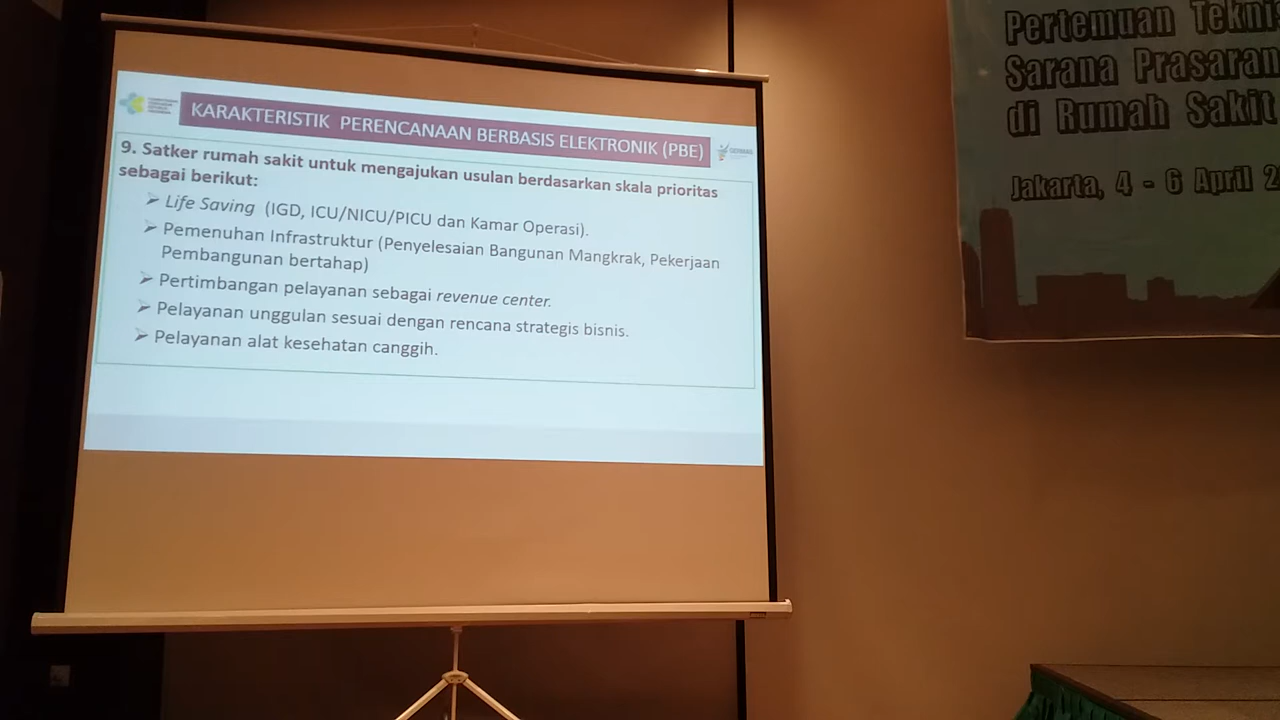 KARAKTERISTIK PERENCANAAN BERBASIS ELEKTRONIK (PBE)
9. Satker rumah sakit untuk mengajukan usulan berdasarkan skala prioritas
sebagai berikut:
➢ Life Saving (IGD, ICU/NICU/PICU dan Kamar Operasi).
➢ Pemenuhan Infrastruktur (Penyelesaian Bangunan Mangkrak, Pekerjaan
Pembangunan bertahap)
➢ Pertimbangan pelayanan sebagai revenue center.
➢ Pelayanan unggulan sesuai dengan rencana strategis bisnis.
➢ Pelayanan alat kesehatan canggih.
Pertemuan Teknis
Sarana Prasaran
di Rumah Sakit
Jakarta, 4 - 6 April 2